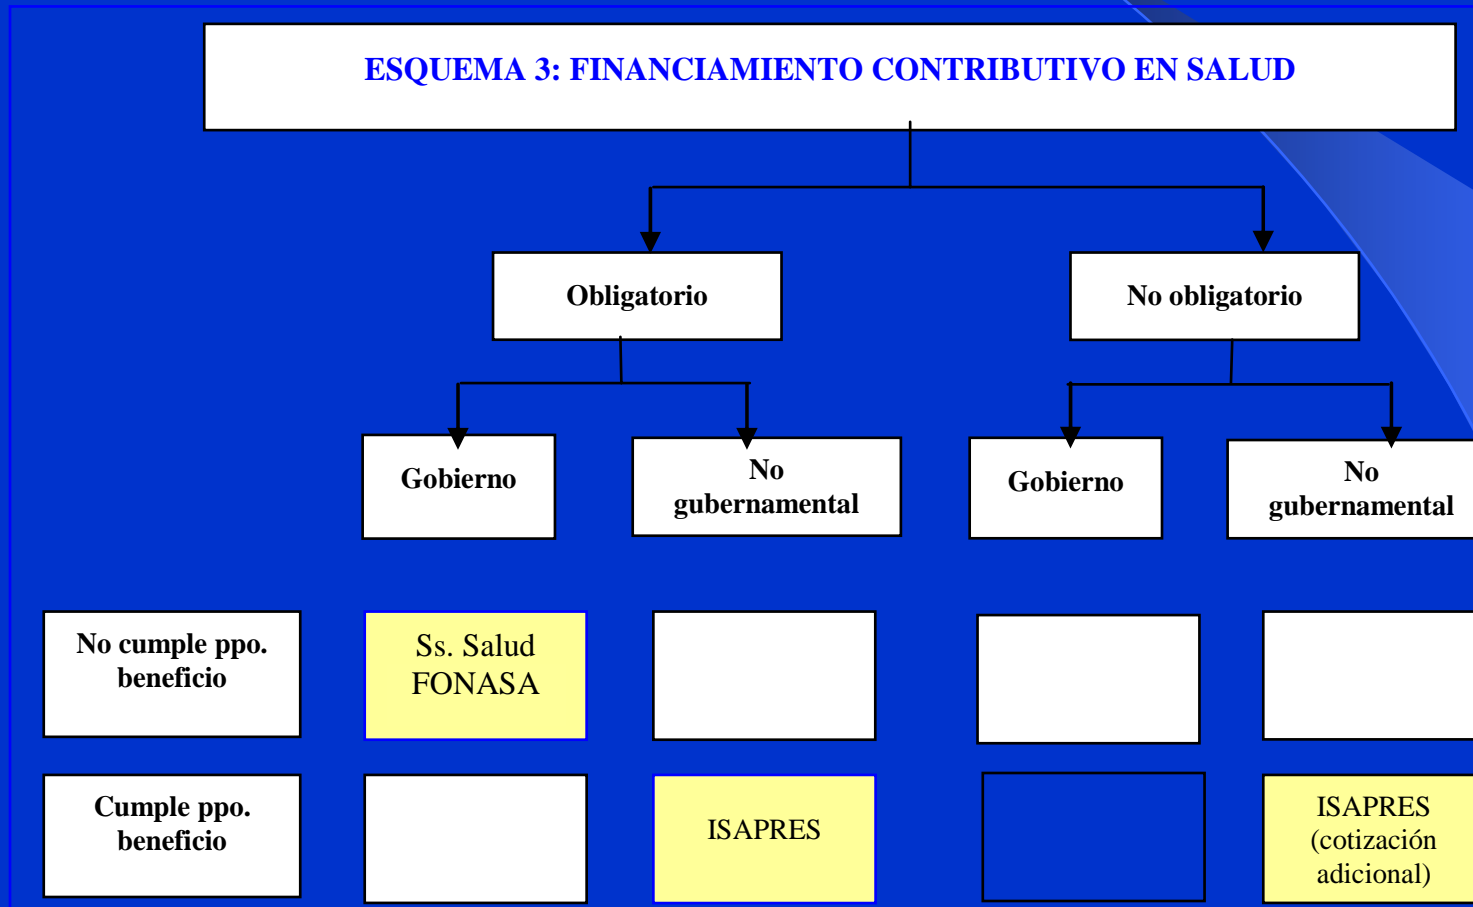 ESQUEMA 3: FINANCIAMIENTO CONTRIBUTIVO EN SALUD
Obligatorio
No obligatorio
Gobierno
No
gubernamental
Gobierno
No
gubernamental
No cumple ppo.
beneficio
Ss. Salud
FONASA
Cumple ppo.
beneficio
ISAPRES
ISAPRES
(cotización
adicional)